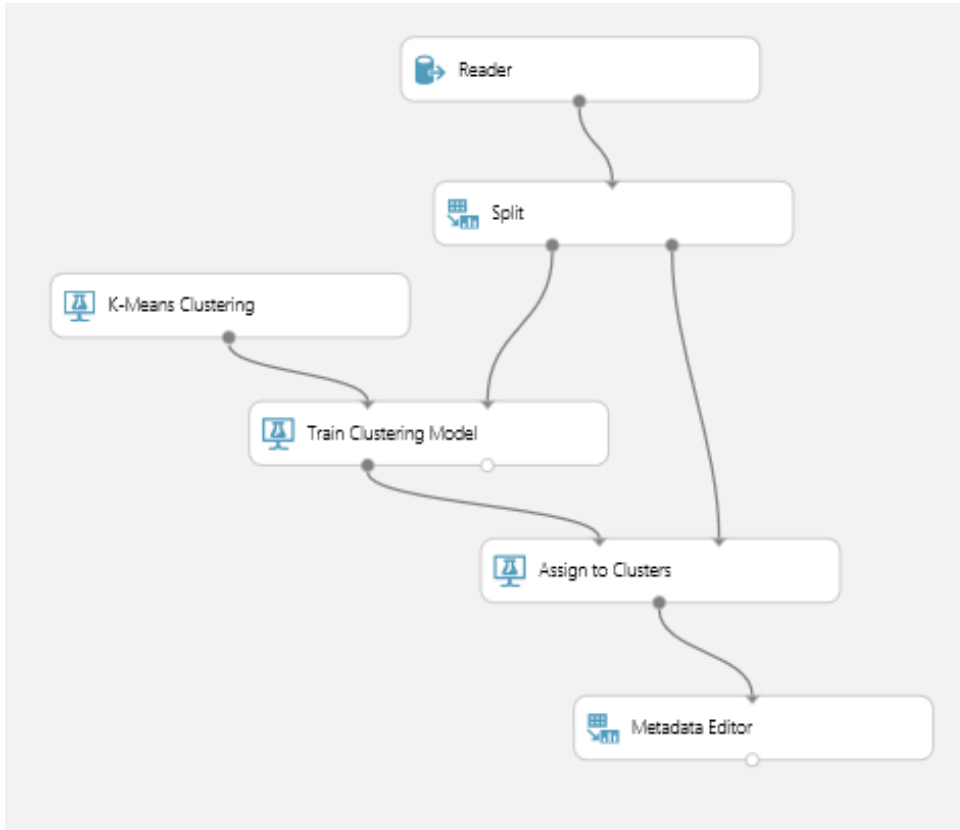 Reader
Split
K-Means Clustering
Train Clustering Model
Assign to Clusters
Metadata Editor